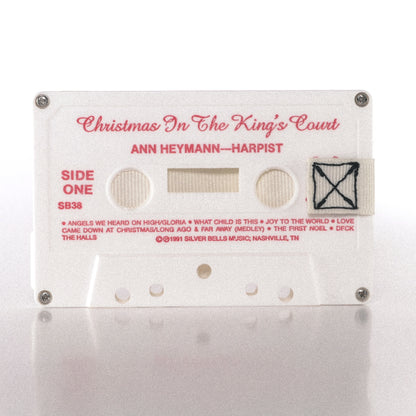 Christmas In The King's Court
ANN HEYMANN—HARPIST
SIDE
ONE
SB38
• ANGELS WE HEARD ON HIGH/GLORIA • WHAT CHILD IS THIS • JOY TO THE WORLD • LOVE
CAME DOWN AT CHRISTMAS/LONG AGO & FAR AWAY (MEDLEY) • THE FIRST NOEL • DFCK
THE HALLS
©℗1991 SILVER BELLS MUSIC; NASHVILLE, TN